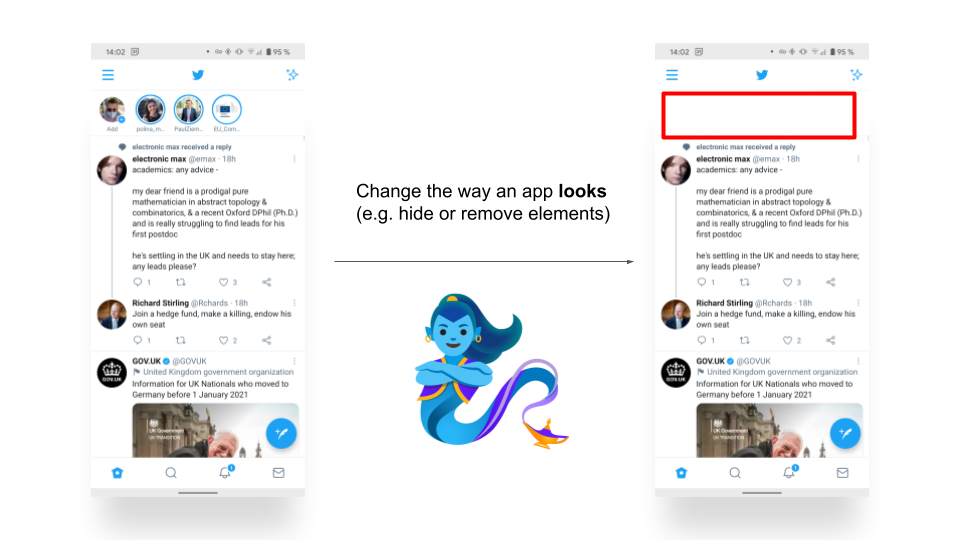 14:02
95 %
Add
polina_m...
PaulZiem...
EU_Com...
electronic max received a reply
electronic max @emax · 18h
academics: any advice -
my dear friend is a prodigal pure
mathematician in abstract topology &
combinatorics, & a recent Oxford DPhil (Ph.D.)
and is really struggling to find leads for his
first postdoc
he's settling in the UK and needs to stay here;
any leads please?
1
3
Richard Stirling @Rchards · 18h
Join a hedge fund, make a killing, endow his
own seat
1
2
GOV.UK @GOVUK
United Kingdom government organization
Information for UK Nationals who moved to
Germany before 1 January 2021
GOV.UK
UK Government
UK TRANSITION
1
Change the way an app looks
(e.g. hide or remove elements)
14:02
95 %
electronic max received a reply
electronic max @emax · 18h
academics: any advice -
my dear friend is a prodigal pure
mathematician in abstract topology &
combinatorics, & a recent Oxford DPhil (Ph.D.)
and is really struggling to find leads for his
first postdoc
he's settling in the UK and needs to stay here;
any leads please?
1
3
Richard Stirling @Rchards · 18h
Join a hedge fund, make a killing, endow his
own seat
1
2
GOV.UK @GOVUK
United Kingdom government organization
Information for UK Nationals who moved to
Germany before 1 January 2021
GOV.UK
UK Government
UK TRANSITION
1